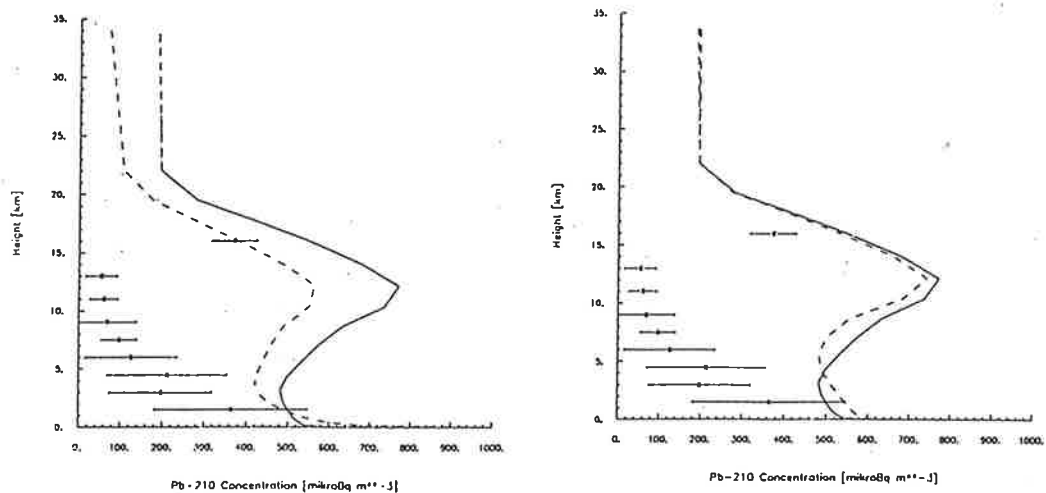 35.
30.
25.
20.
15.
10.
5.
0.
Height [km]
0. 100. 200. 300. 400. 500. 600. 700. 800. 900. 1000.
Pb-210 Concentration [mikroBq m**-3]
35.
30.
25.
20.
15.
10.
5.
0.
Height [km]
0. 100. 200. 300. 400. 500. 600. 700. 800. 900. 1000.
Pb-210 Concentration [mikroBq m**-3]